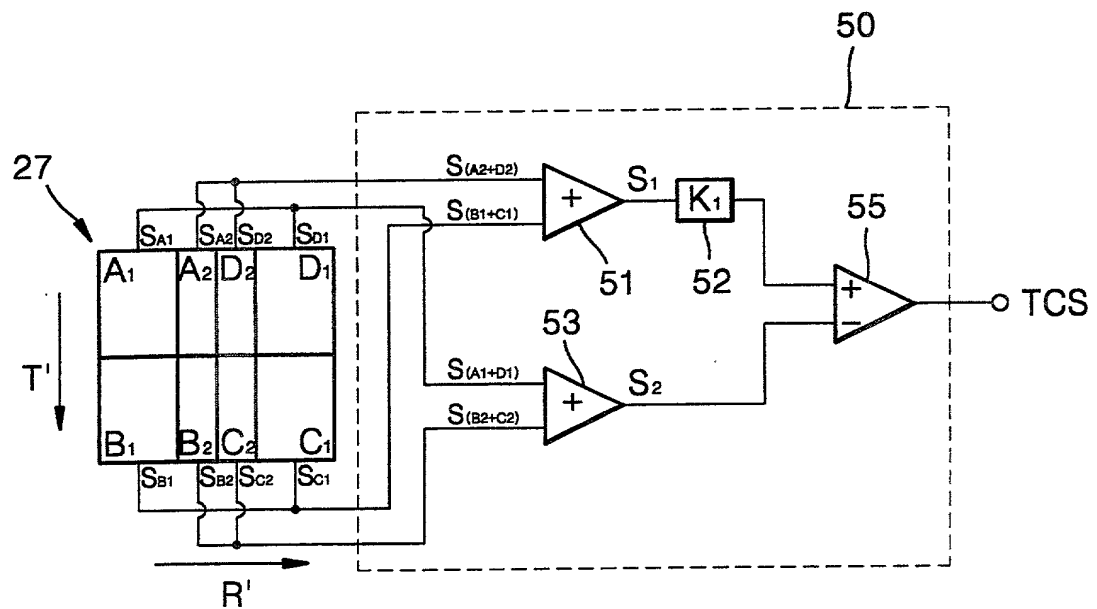 50
27
S(A2+D2)
S1
K1
S(B1+C1)
SA1 SA2 SD2 SD1
A1 A2 D2 D1
51
52
55
+
+
−
TCS
53
T'
S(A1+D1)
S2
+
S(B2+C2)
B1 B2 C2 C1
SB1 SB2 SC2 SC1
R'